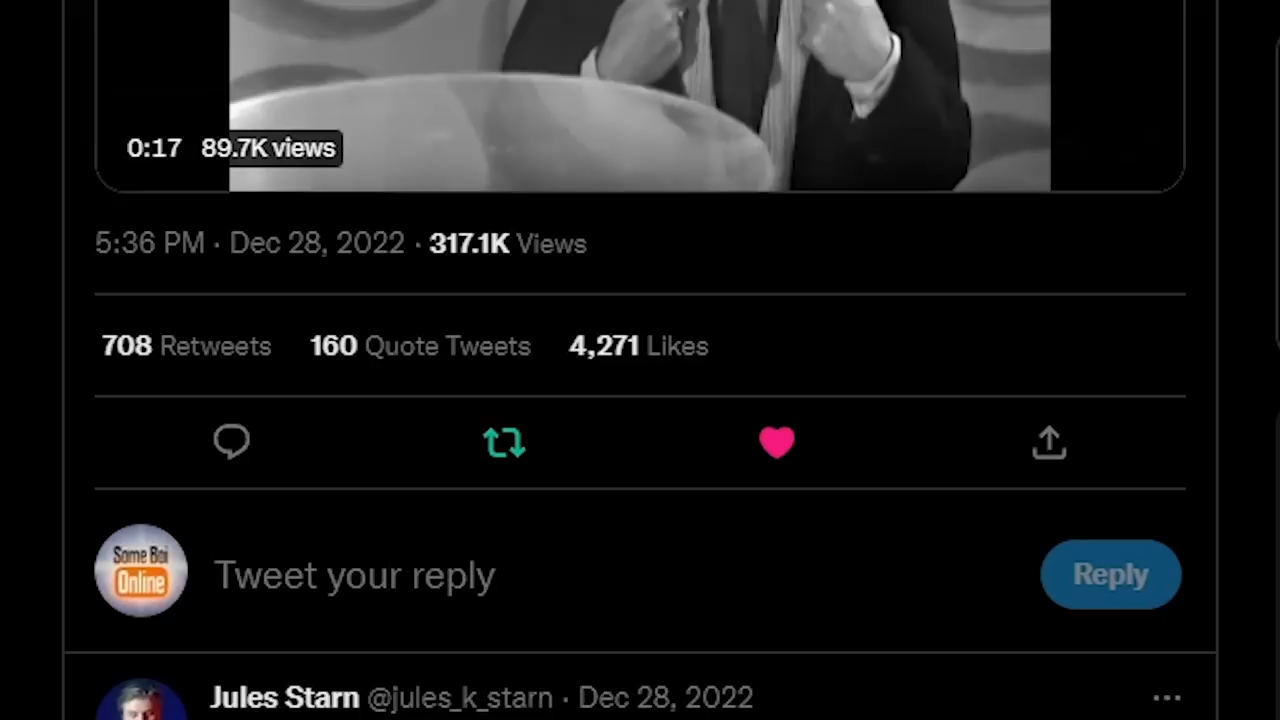 0:17 89.7K views
5:36 PM · Dec 28, 2022 · 317.1K Views
708 Retweets 160 Quote Tweets 4,271 Likes
Some Boi
Online
Tweet your reply
Reply
Jules Starn @jules_k_starn · Dec 28, 2022